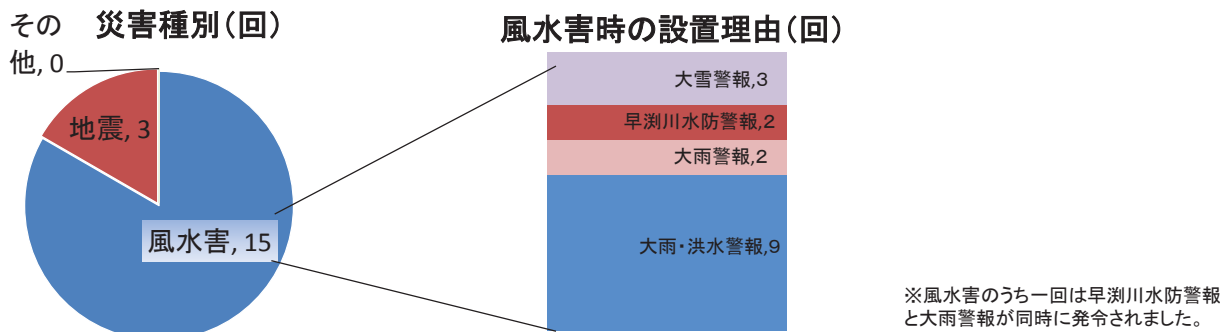 災害種別(回)
その
他, 0
地震, 3
風水害, 15
風水害時の設置理由(回)
大雪警報,3
早渕川水防警報,2
大雨警報,2
大雨・洪水警報,9
※風水害のうち一回は早渕川水防警報
と大雨警報が同時に発令されました。